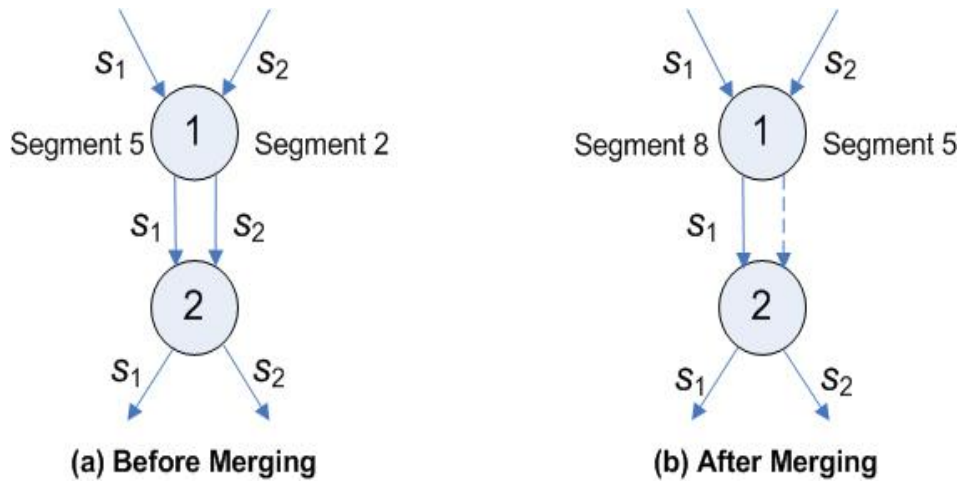 s1 s2 s1 s2
1 1
Segment 5 Segment 2 Segment 8 Segment 5
s1 s2 s1
2 2
s1 s2 s1 s2
(a) Before Merging (b) After Merging